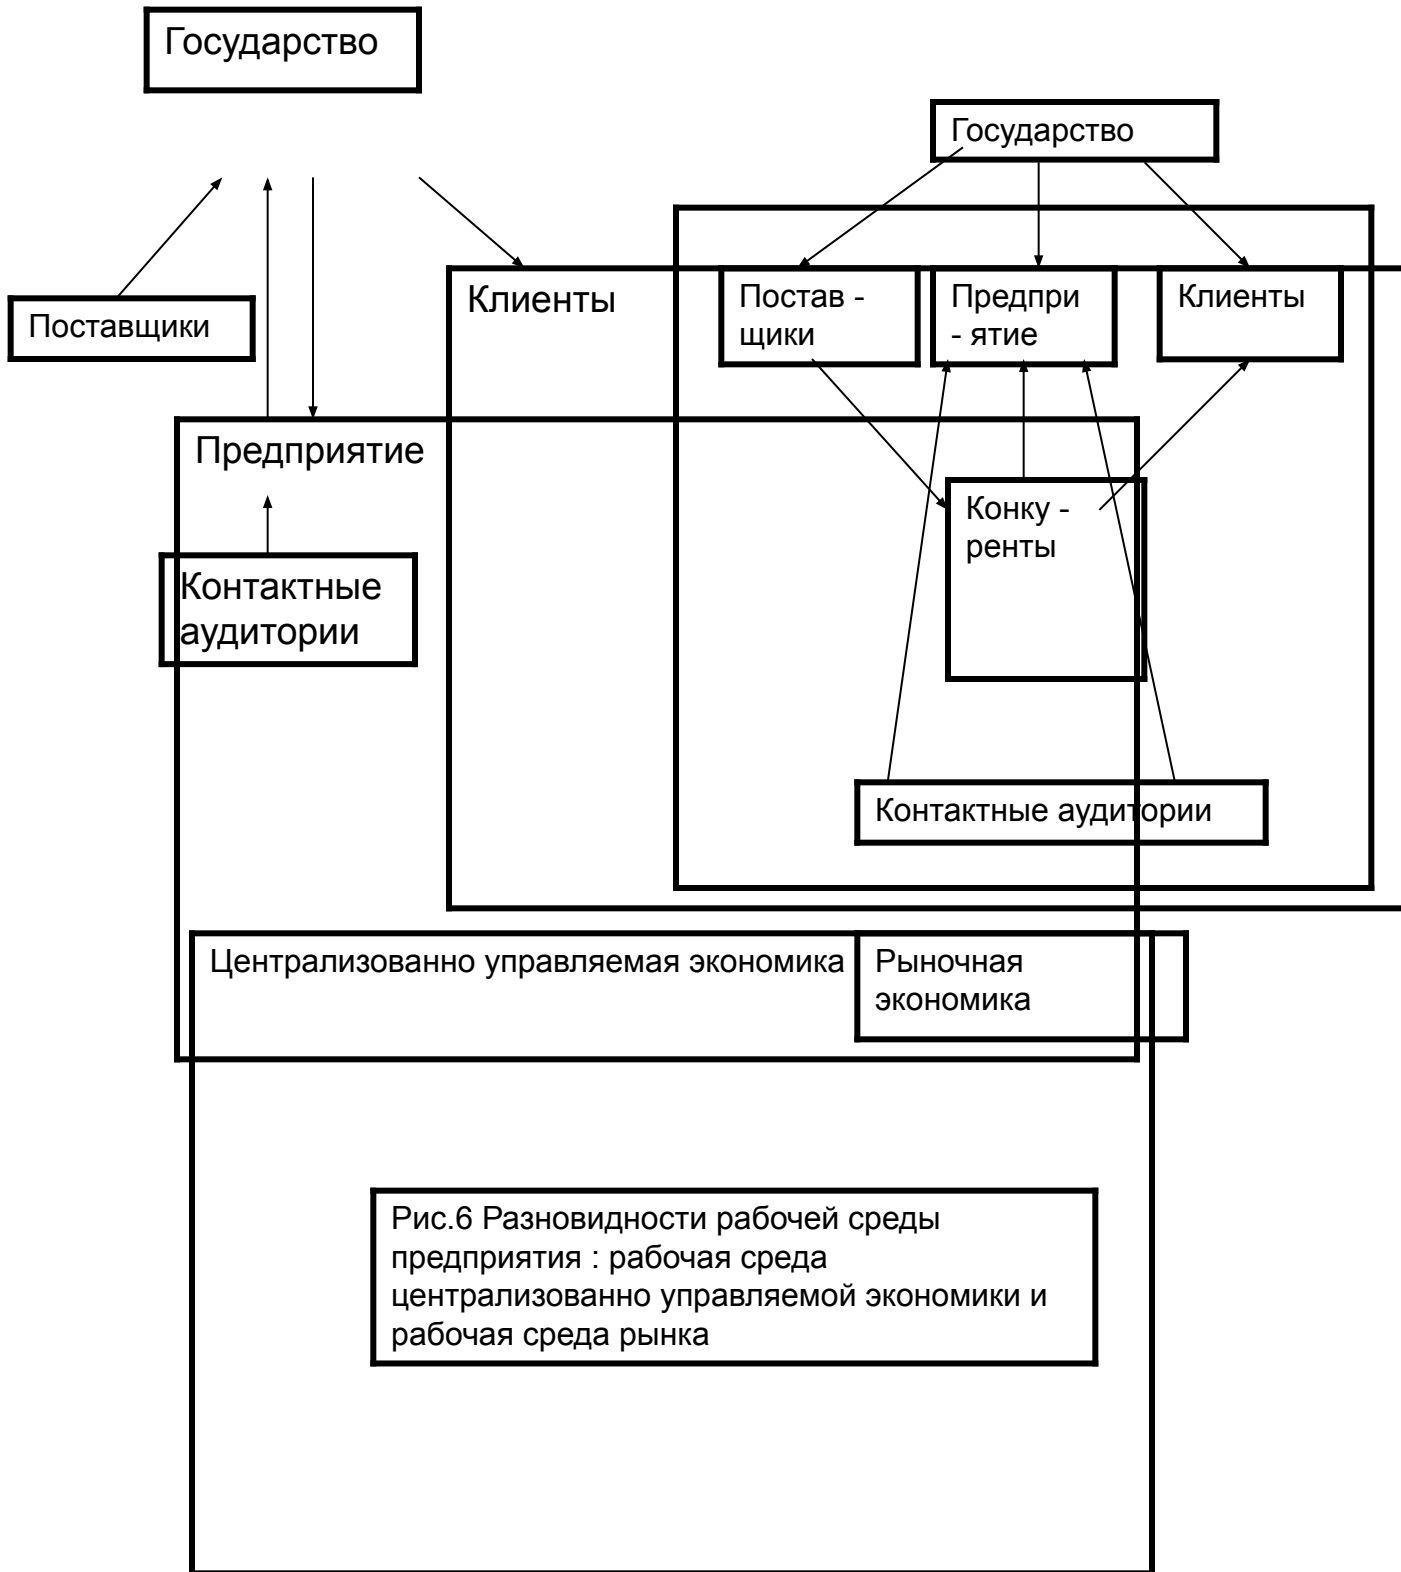 Государство
Государство
Поставщики
Клиенты
Постав -
щики
Предпри
- ятие
Клиенты
Предприятие
Конку -
ренты
Контактные
аудитории
Контактные аудитории
Централизованно управляемая экономика
Рыночная
экономика
Рис.6 Разновидности рабочей среды
предприятия : рабочая среда
централизованно управляемой экономики и
рабочая среда рынка